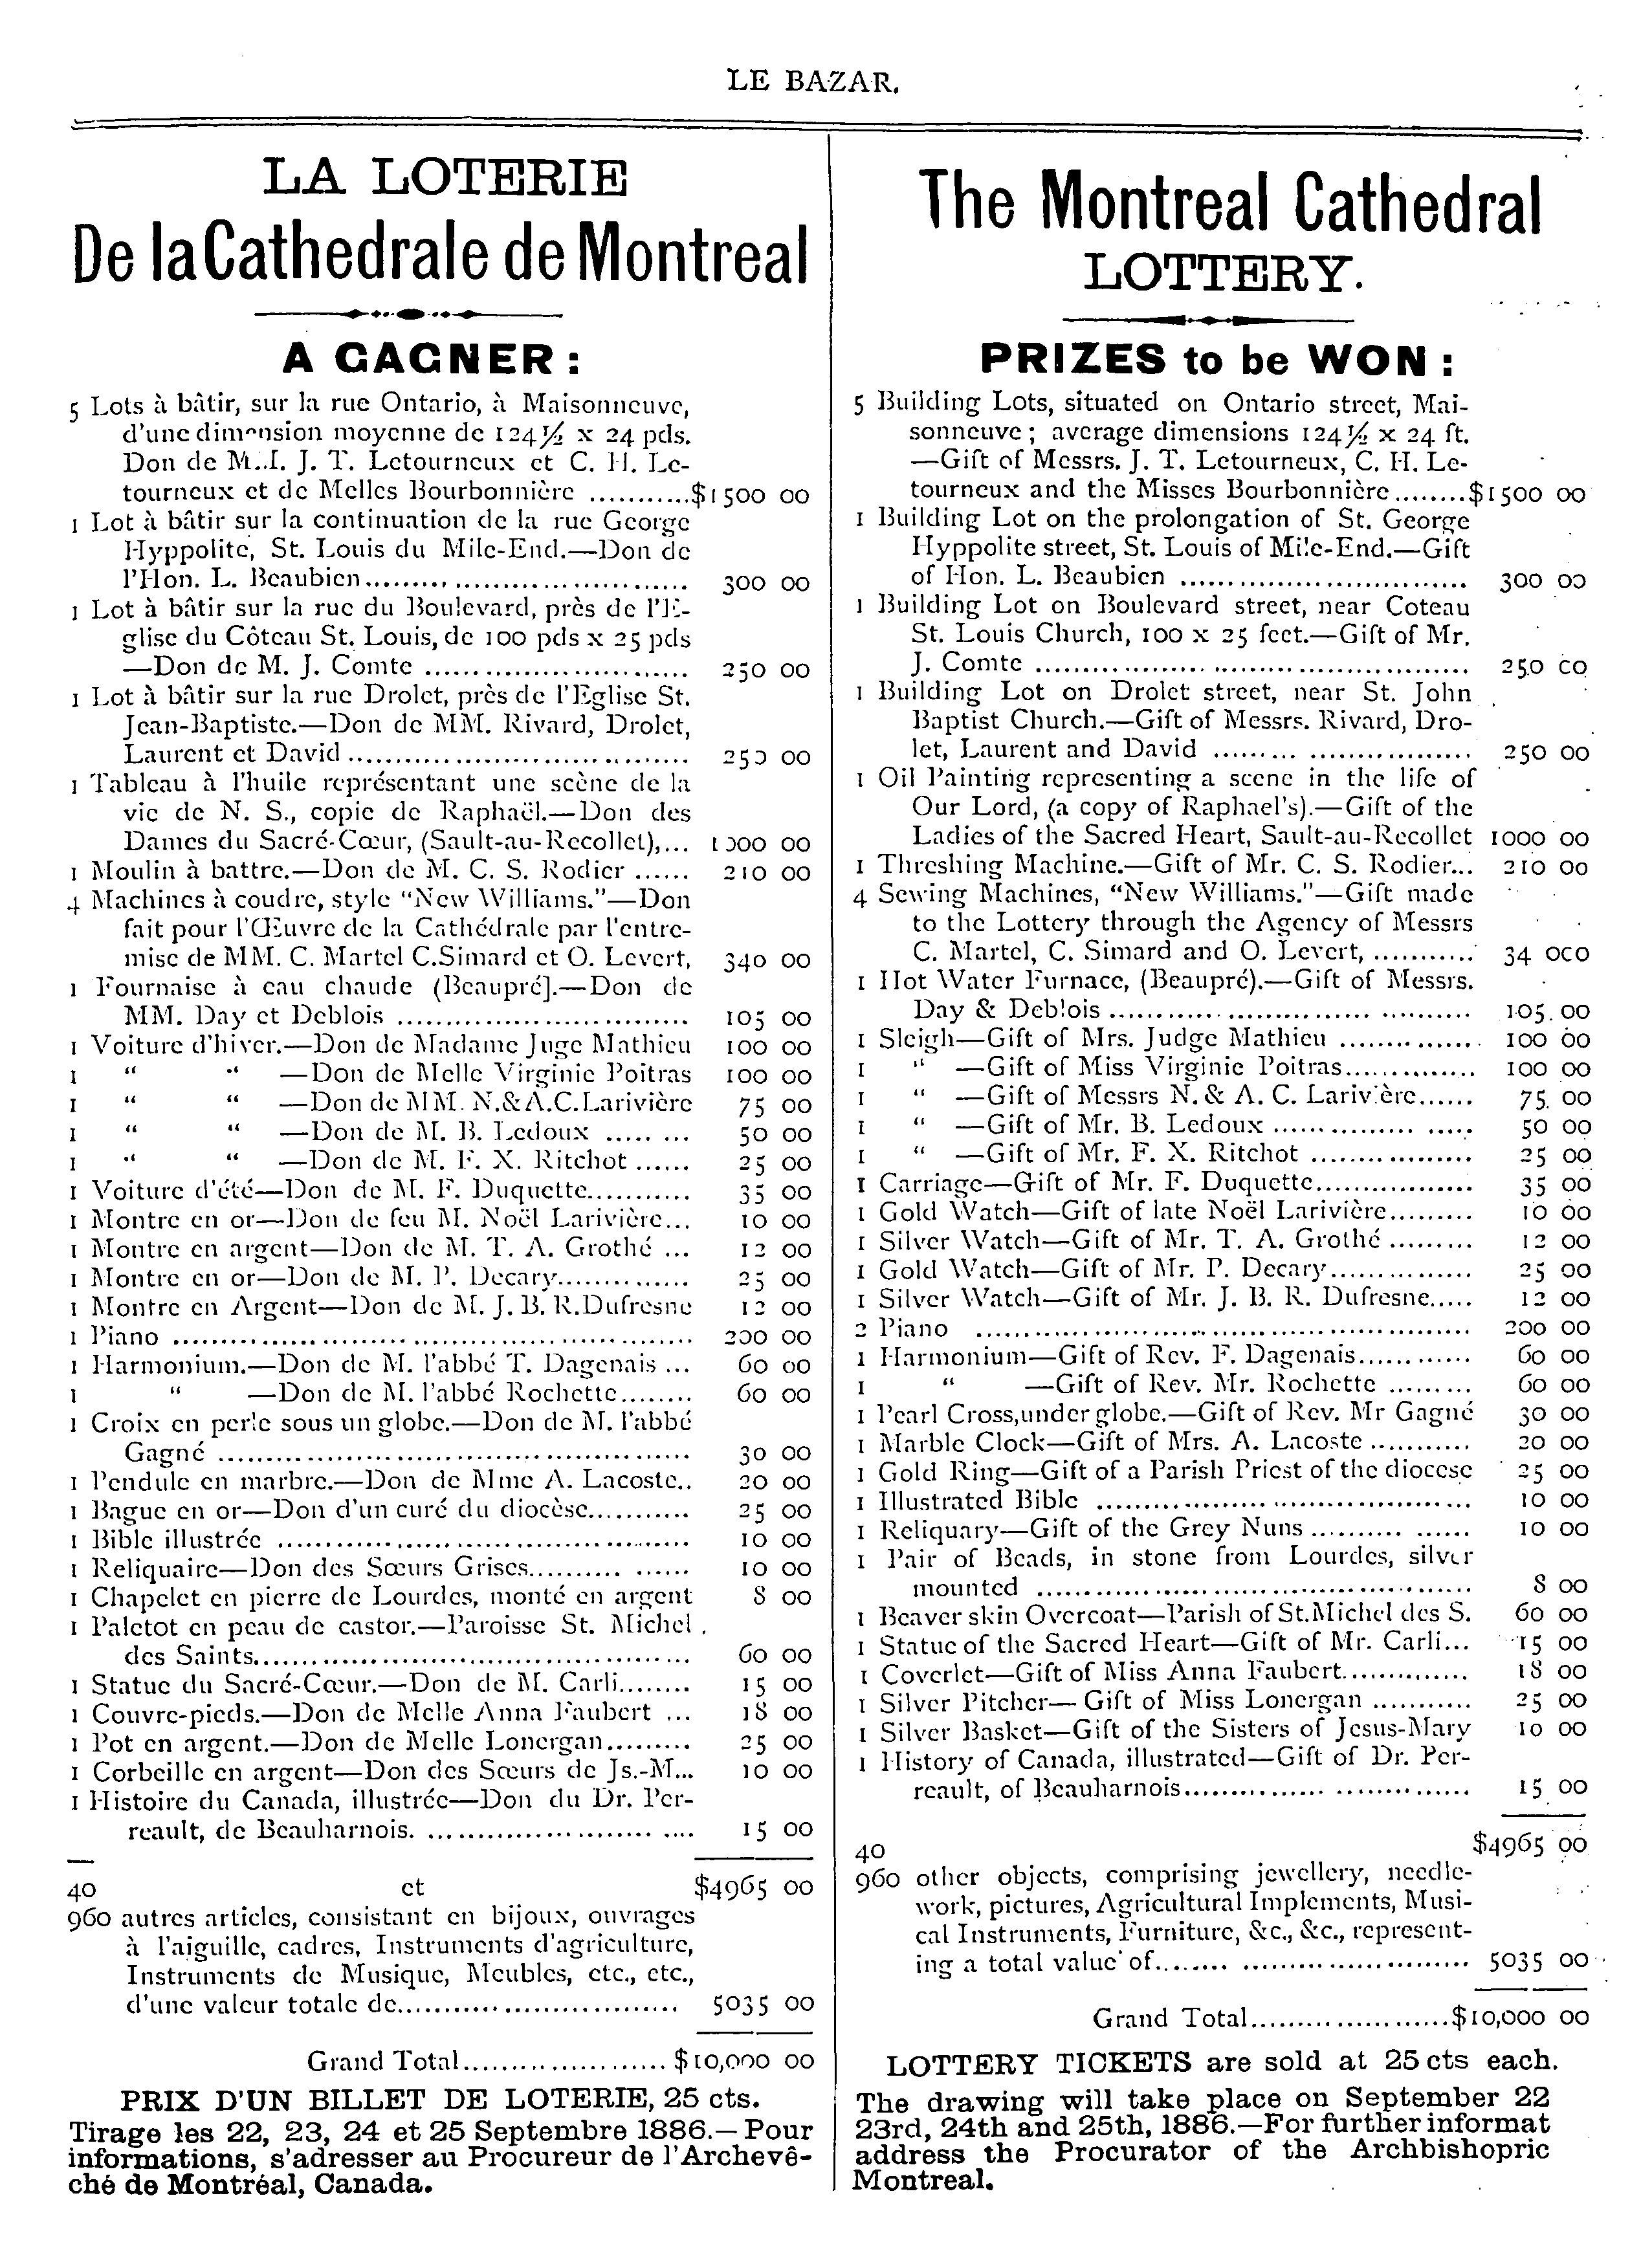 LE BAZAR.
LA LOTERIE
De la Cathedrale de Montreal
A GAGNER :
5 Lots à bâtir, sur la rue Ontario, à Maisonneuve,
d'une dimension moyenne de 124½ x 24 pds.
Don de M..I. J. T. Letourneux et C. H. Le-
tourneux et de Melles Bourbonnière ...........$1500 00
1 Lot à bâtir sur la continuation de la rue George
Hyppolite, St. Louis du Mile-End.—Don de
l'Hon. L. Beaubien.................................... 300 00
1 Lot à bâtir sur la rue du Boulevard, près de l'E-
glise du Côteau St. Louis, de 100 pds x 25 pds
—Don de M. J. Comte ............................ 250 00
1 Lot à bâtir sur la rue Drolet, près de l'Eglise St.
Jean-Baptiste.—Don de MM. Rivard, Drolet,
Laurent et David .................................... 250 00
1 Tableau à l'huile représentant une scène de la
vie de N. S., copie de Raphaël.—Don des
Dames du Sacré-Cœur, (Sault-au-Recollet),... 1000 00
1 Moulin à battre.—Don de M. C. S. Rodier ...... 210 00
4 Machines à coudre, style "New Williams."—Don
fait pour l'Œuvre de la Cathédrale par l'entre-
mise de MM. C. Martel C.Simard et O. Levert, 340 00
1 Fournaise à eau chaude (Beaupré].—Don de
MM. Day et Deblois ............................... 105 00
1 Voiture d'hiver.—Don de Madame Juge Mathieu 100 00
1 " " —Don de Melle Virginie Poitras 100 00
1 " " —Don de MM. N.&A.C.Larivière 75 00
1 " " —Don de M. B. Ledoux ..... ... 50 00
1 " " —Don de M. F. X. Ritchot ...... 25 00
1 Voiture d'été—Don de M. F. Duquette........... 35 00
1 Montre en or—Don de feu M. Noël Larivière... 10 00
1 Montre en argent—Don de M. T. A. Grothé ... 12 00
1 Montre en or—Don de M. P. Decary.............. 25 00
1 Montre en Argent—Don de M. J. B. R.Dufresne 12 00
1 Piano ....................................................... 200 00
1 Harmonium.—Don de M. l'abbé T. Dagenais ... 60 00
1 " —Don de M. l'abbé Rochette........ 60 00
1 Croix en perle sous un globe.—Don de M. l'abbé
Gagné .................................................. 30 00
1 Pendule en marbre.—Don de Mme A. Lacoste.. 20 00
1 Bague en or—Don d'un curé du diocèse........... 25 00
1 Bible illustrée ............................................ 10 00
1 Reliquaire—Don des Sœurs Grises.......... ...... 10 00
1 Chapelet en pierre de Lourdes, monté en argent 8 00
1 Paletot en peau de castor.—Paroisse St. Michel
des Saints.............................................. 60 00
1 Statue du Sacré-Cœur.—Don de M. Carli........ 15 00
1 Couvre-pieds.—Don de Melle Anna Faubert ... 18 00
1 Pot en argent.—Don de Melle Lonergan......... 25 00
1 Corbeille en argent—Don des Sœurs de Js.-M... 10 00
1 Histoire du Canada, illustrée—Don du Dr. Per-
reault, de Beauharnois. ........................ .... 15 00
40 et $4965 00
960 autres articles, consistant en bijoux, ouvrages
à l'aiguille, cadres, Instruments d'agriculture,
Instruments de Musique, Meubles, etc., etc.,
d'une valeur totale de.............................. 5035 00
Grand Total..................... $10,000 00
PRIX D'UN BILLET DE LOTERIE, 25 cts.
Tirage les 22, 23, 24 et 25 Septembre 1886.—Pour
informations, s'adresser au Procureur de l'Archevê-
ché de Montréal, Canada.
The Montreal Cathedral
LOTTERY.
PRIZES to be WON :
5 Building Lots, situated on Ontario street, Mai-
sonneuve ; average dimensions 124½ x 24 ft.
—Gift of Messrs. J. T. Letourneux, C. H. Le-
tourneux and the Misses Bourbonnière........$1500 00
1 Building Lot on the prolongation of St. George
Hyppolite street, St. Louis of Mile-End.—Gift
of Hon. L. Beaubien .............................. 300 00
1 Building Lot on Boulevard street, near Coteau
St. Louis Church, 100 x 25 feet.—Gift of Mr.
J. Comte .............................................. 250 00
1 Building Lot on Drolet street, near St. John
Baptist Church.—Gift of Messrs. Rivard, Dro-
let, Laurent and David ......... ................. 250 00
1 Oil Painting representing a scene in the life of
Our Lord, (a copy of Raphael's).—Gift of the
Ladies of the Sacred Heart, Sault-au-Recollet 1000 00
1 Threshing Machine.—Gift of Mr. C. S. Rodier... 210 00
4 Sewing Machines, "New Williams."—Gift made
to the Lottery through the Agency of Messrs
C. Martel, C. Simard and O. Levert, ........... 34 000
1 Hot Water Furnace, (Beaupré).—Gift of Messrs.
Day & Deblois ............................ .......... 105.00
1 Sleigh—Gift of Mrs. Judge Mathieu ............... 100 00
1 " —Gift of Miss Virginie Poitras.............. 100 00
1 " —Gift of Messrs N. & A. C. Larivière...... 75. 00
1 " —Gift of Mr. B. Ledoux ............... ..... 50 00
1 " —Gift of Mr. F. X. Ritchot ................. 25 00
1 Carriage—Gift of Mr. F. Duquette................. 35 00
1 Gold Watch—Gift of late Noël Larivière......... 10 00
1 Silver Watch—Gift of Mr. T. A. Grothé ......... 12 00
1 Gold Watch—Gift of Mr. P. Decary............... 25 00
1 Silver Watch—Gift of Mr. J. B. R. Dufresne..... 12 00
2 Piano ..................................................... 200 00
1 Harmonium—Gift of Rev. F. Dagenais............ 60 00
1 " —Gift of Rev. Mr. Rochette ......... 60 00
1 Pearl Cross,under globe.—Gift of Rev. Mr Gagné 30 00
1 Marble Clock—Gift of Mrs. A. Lacoste ........... 20 00
1 Gold Ring—Gift of a Parish Priest of the diocese 25 00
1 Illustrated Bible ........................................ 10 00
1 Reliquary—Gift of the Grey Nuns .......... ...... 10 00
1 Pair of Beads, in stone from Lourdes, silver
mounted ............................................... 8 00
1 Beaver skin Overcoat—Parish of St.Michel des S. 60 00
1 Statue of the Sacred Heart—Gift of Mr. Carli... 15 00
1 Coverlet—Gift of Miss Anna Faubert............. 18 00
1 Silver Pitcher— Gift of Miss Lonergan ........... 25 00
1 Silver Basket—Gift of the Sisters of Jesus-Mary 10 00
1 History of Canada, illustrated—Gift of Dr. Per-
reault, of Beauharnois............... ............. 15 00
40 $4965 00
960 other objects, comprising jewellery, needle-
work, pictures, Agricultural Implements, Musi-
cal Instruments, Furniture, &c., &c., represent-
ing a total value of........ ........................ 5035 00
Grand Total.....................$10,000 00
LOTTERY TICKETS are sold at 25 cts each.
The drawing will take place on September 22
23rd, 24th and 25th, 1886.—For further informat
address the Procurator of the Archbishopric
Montreal.